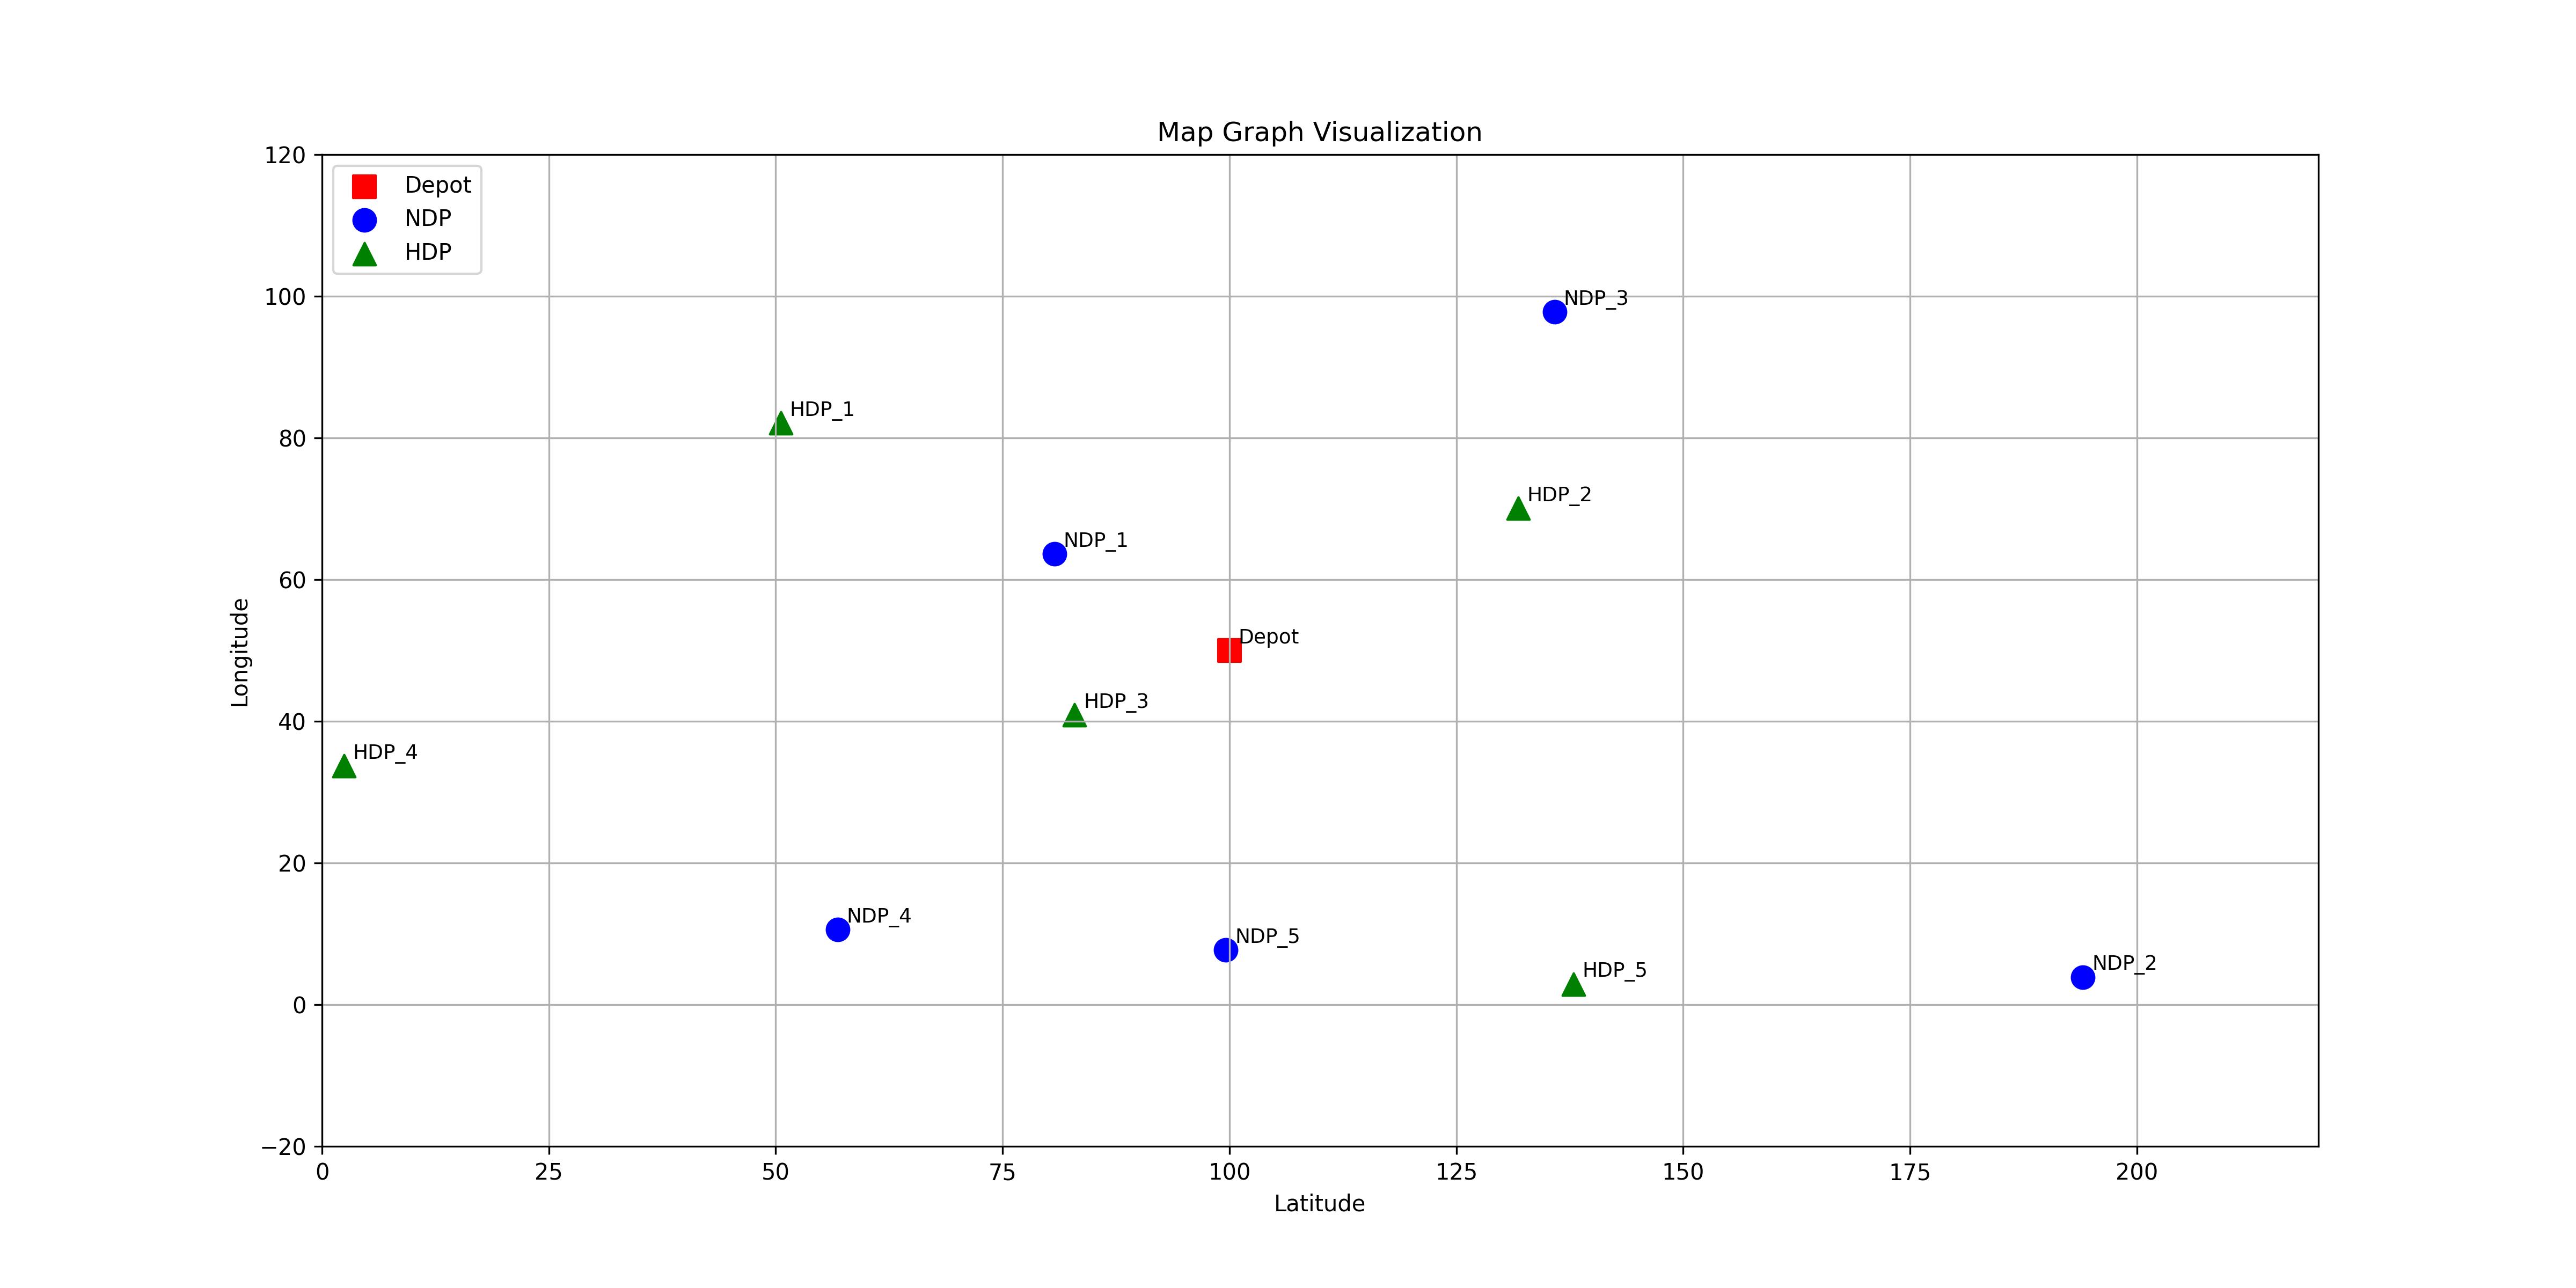 Map Graph Visualization
120
100
80
60
40
20
0
−20
Longitude
Depot
NDP
HDP
NDP_3
HDP_1
HDP_2
NDP_1
Depot
HDP_3
HDP_4
NDP_4
NDP_5
HDP_5
NDP_2
0 25 50 75 100 125 150 175 200
Latitude